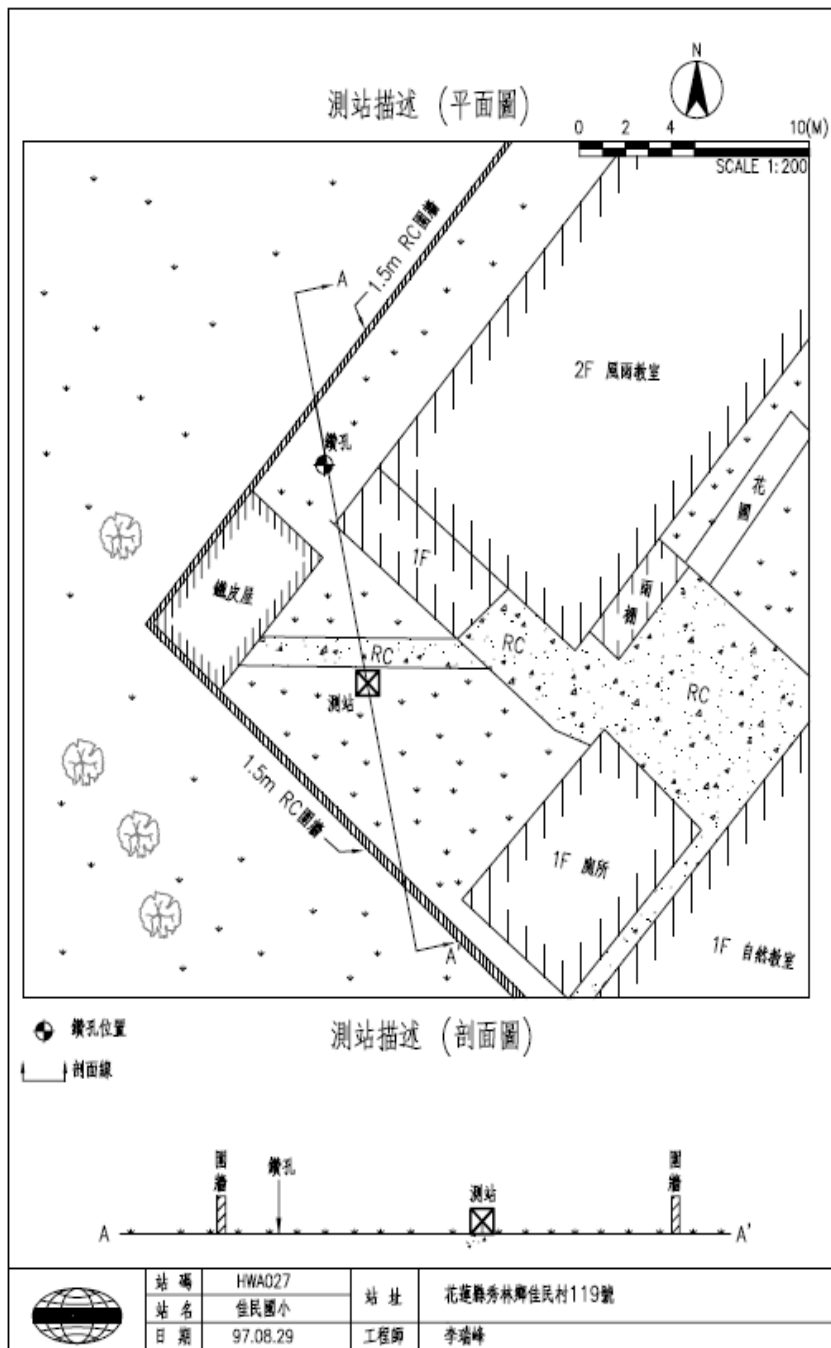 N
測站描述 (平面圖)
0 2 4 10(M)
SCALE 1:200
A
1.5m RC圍牆
2F 風雨教室
鑽孔
花圃
1F
雨棚
鐵皮屋
RC
RC
RC
測站
1.5m RC圍牆
1F 廁所
A'
1F 自然教室
鑽孔位置
測站描述 (剖面圖)
剖面線
圍牆
鑽孔
測站
圍牆
A
A'
站碼 HWA027
站址 花蓮縣秀林鄉佳民村119號
站名 佳民國小
日期 97.08.29
工程師 李瑞峰